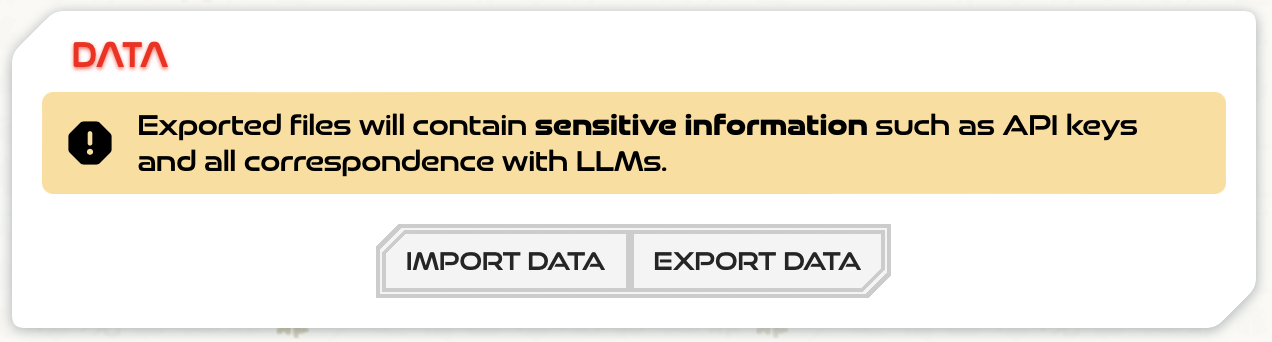 DATA
Exported files will contain sensitive information such as API keys
and all correspondence with LLMs.
IMPORT DATA
EXPORT DATA